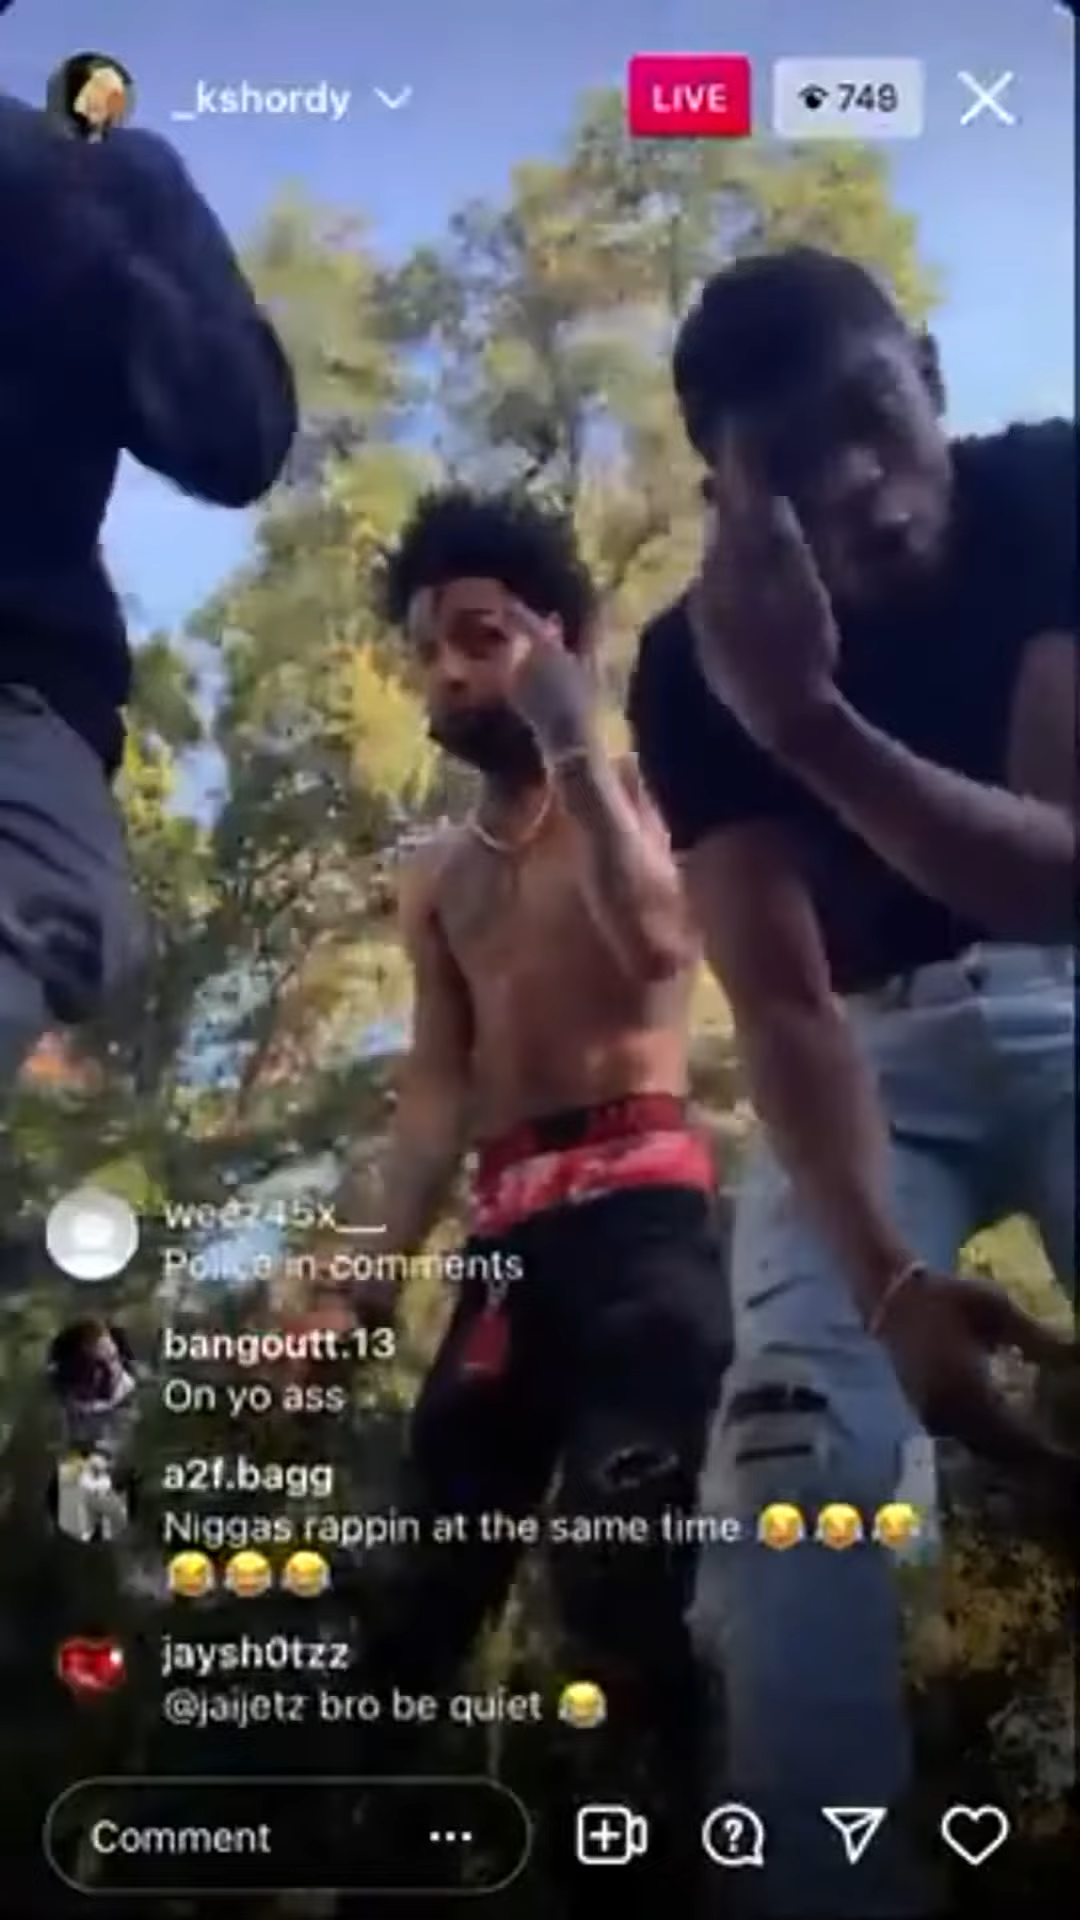 _kshordy
LIVE
748
weez45x__
Police in comments
bangoutt.13
On yo ass
a2f.bagg
Niggas rappin at the same time 😂😂😂
😂😂😂
jaysh0tzz
@jaijetz bro be quiet 😂
Comment